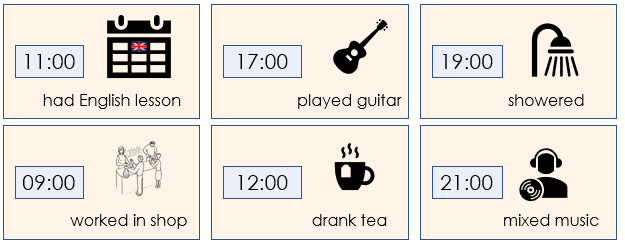 11:00
had English lesson
17:00
played guitar
19:00
showered
09:00
worked in shop
12:00
drank tea
21:00
mixed music